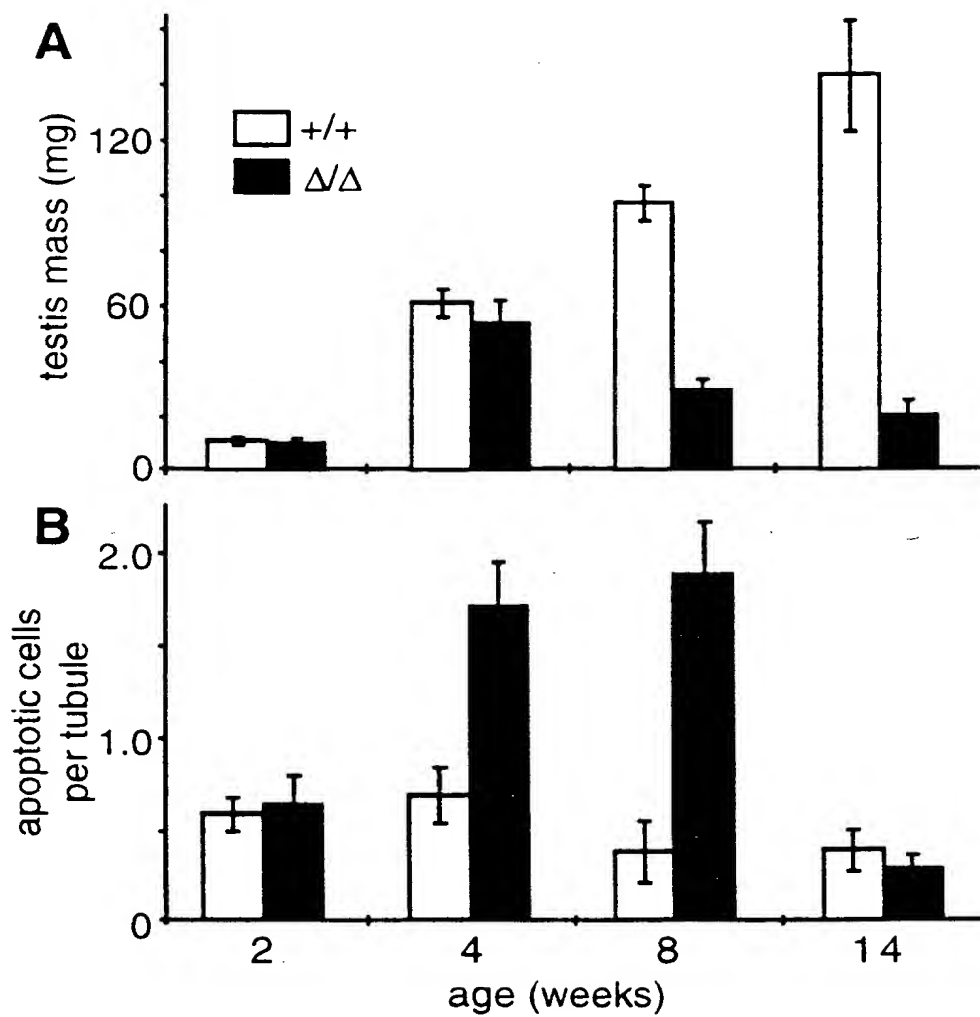 A
testis mass (mg)
120
60
0
+/+
Δ/Δ
B
apoptotic cells
per tubule
2.0
1.0
0
2 4 8 14
age (weeks)